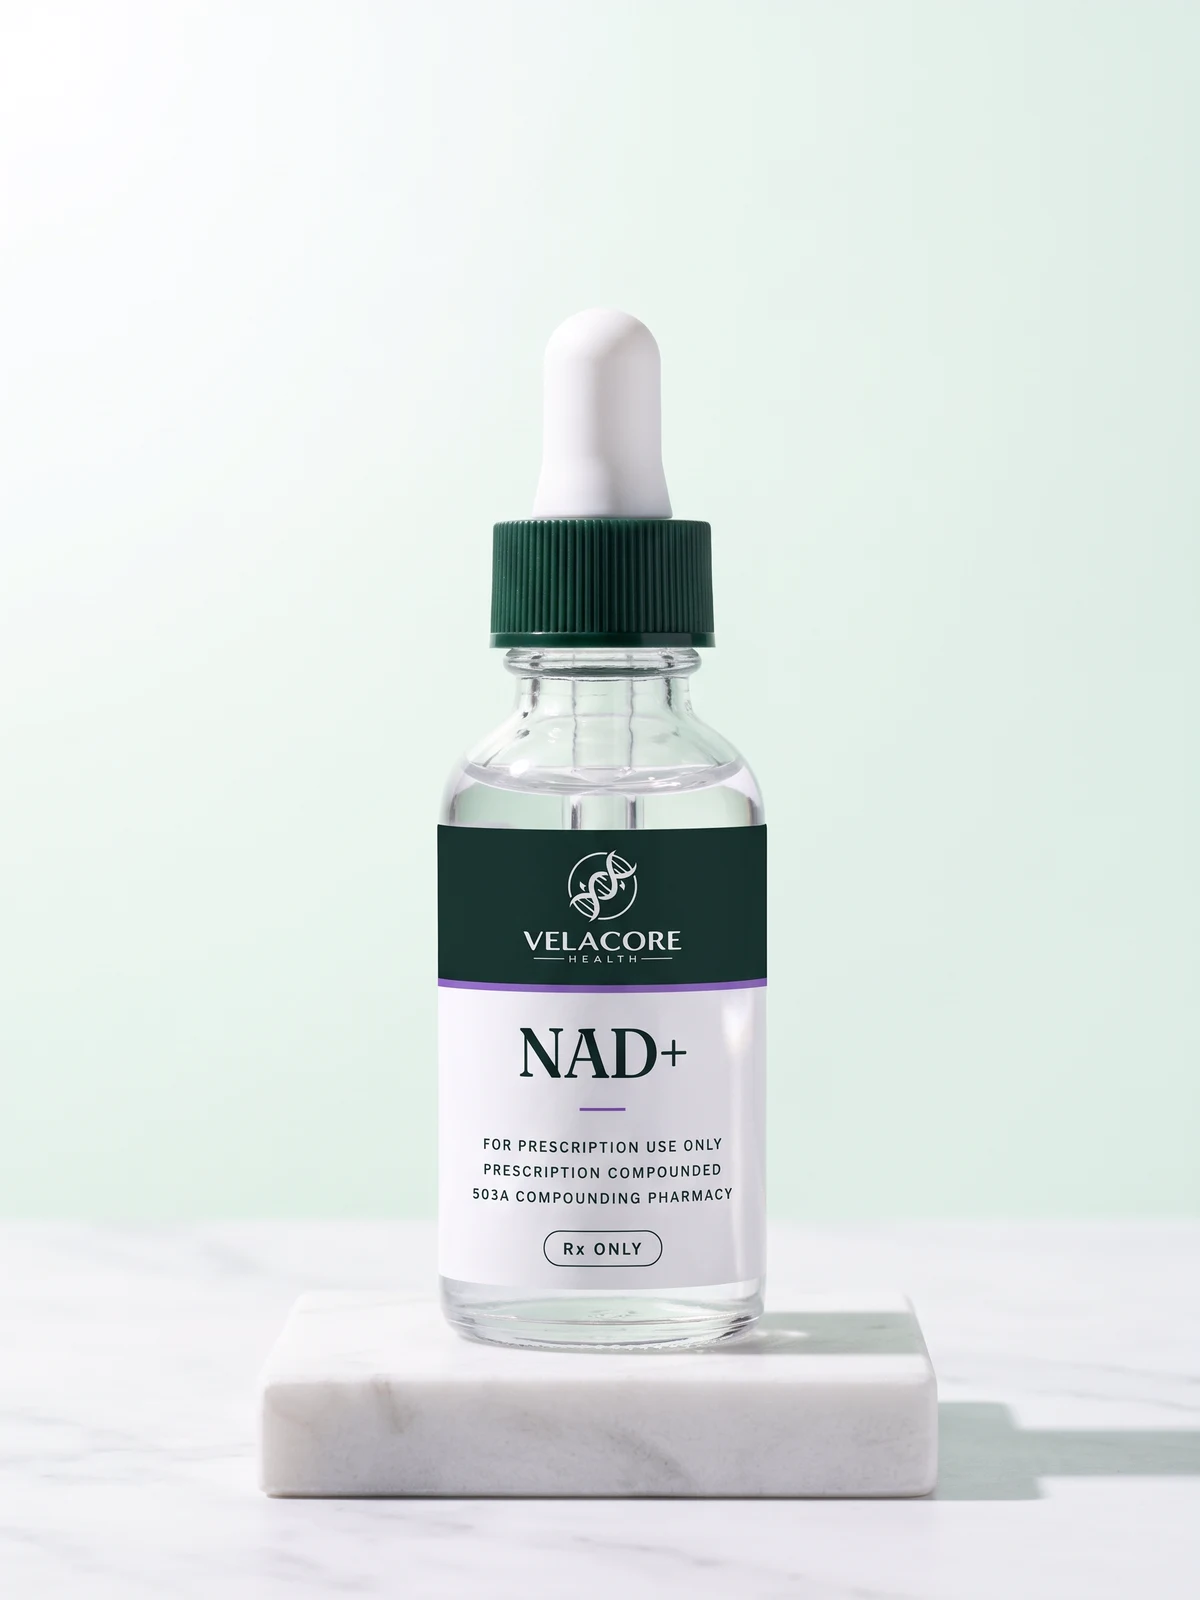 VELACORE
HEALTH
NAD+
FOR PRESCRIPTION USE ONLY
PRESCRIPTION COMPOUNDED
503A COMPOUNDING PHARMACY
Rx ONLY